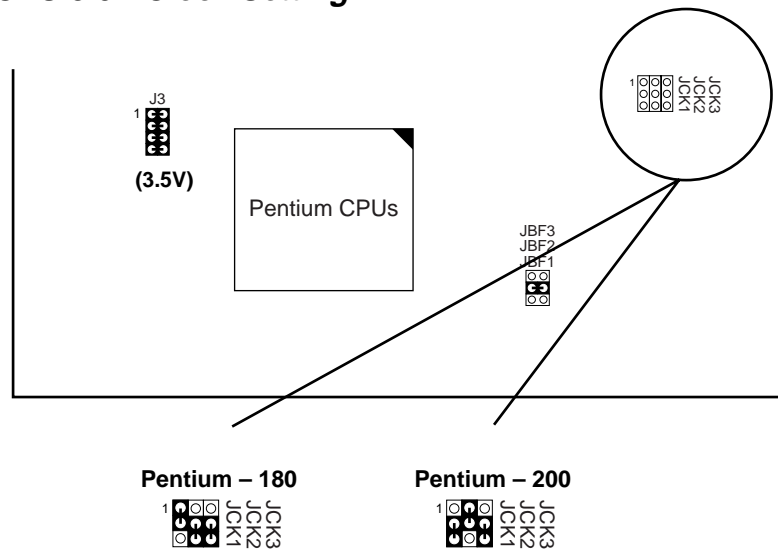 J3
1
(3.5V)
Pentium CPUs
1
JCK1
JCK2
JCK3
JBF3
JBF2
JBF1
Pentium – 180
1
JCK1
JCK2
JCK3
Pentium – 200
1
JCK1
JCK2
JCK3